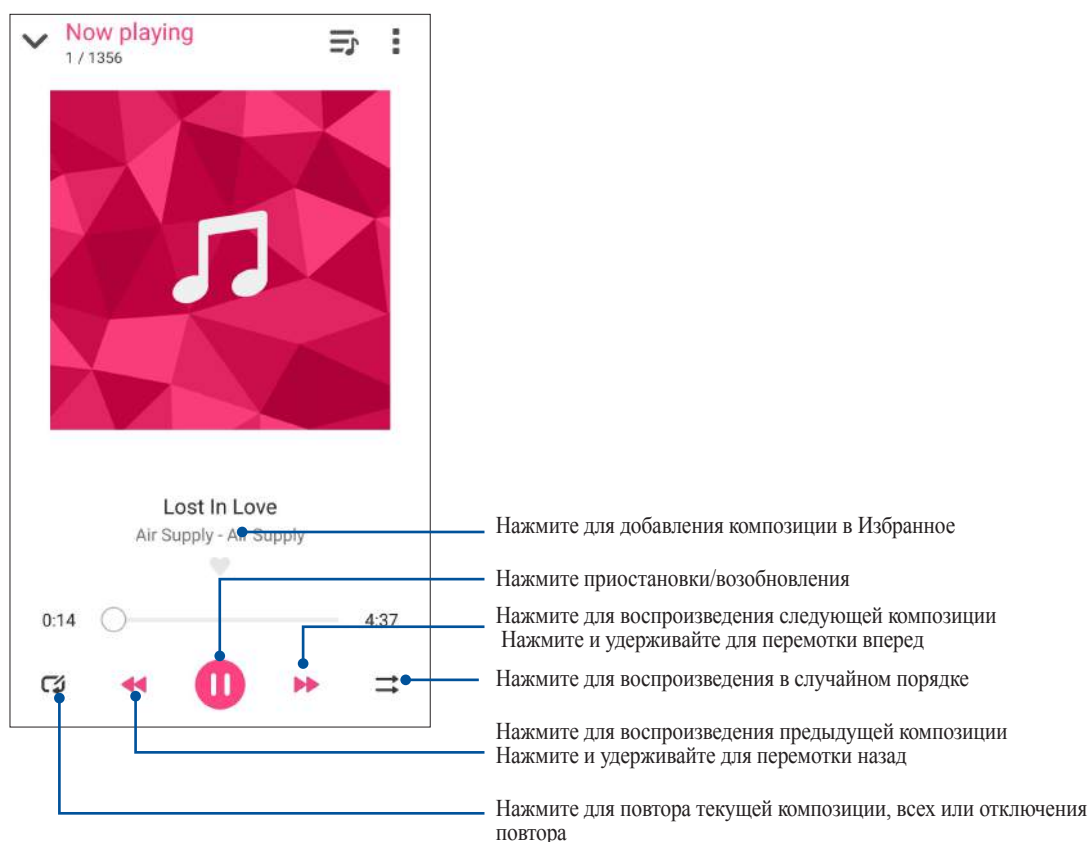 Now playing
1 / 1356
Lost In Love
Air Supply - Air Supply
0:14
4:37
Нажмите для добавления композиции в Избранное
Нажмите приостановки/возобновления
Нажмите для воспроизведения следующей композиции
Нажмите и удерживайте для перемотки вперед
Нажмите для воспроизведения в случайном порядке
Нажмите для воспроизведения предыдущей композиции
Нажмите и удерживайте для перемотки назад
Нажмите для повтора текущей композиции, всех или отключения
повтора